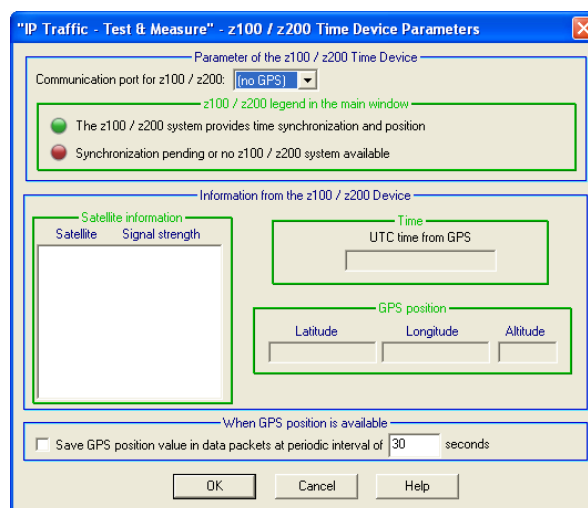 "IP Traffic - Test & Measure" - z100 / z200 Time Device Parameters
Parameter of the z100 / z200 Time Device
Communication port for z100 / z200: (no GPS)
z100 / z200 legend in the main window
The z100 / z200 system provides time synchronization and position
Synchronization pending or no z100 / z200 system available
Information from the z100 / z200 Device
Satellite information
Satellite Signal strength
Time
UTC time from GPS
GPS position
Latitude Longitude Altitude
When GPS position is available
Save GPS position value in data packets at periodic interval of 30 seconds
OK Cancel Help